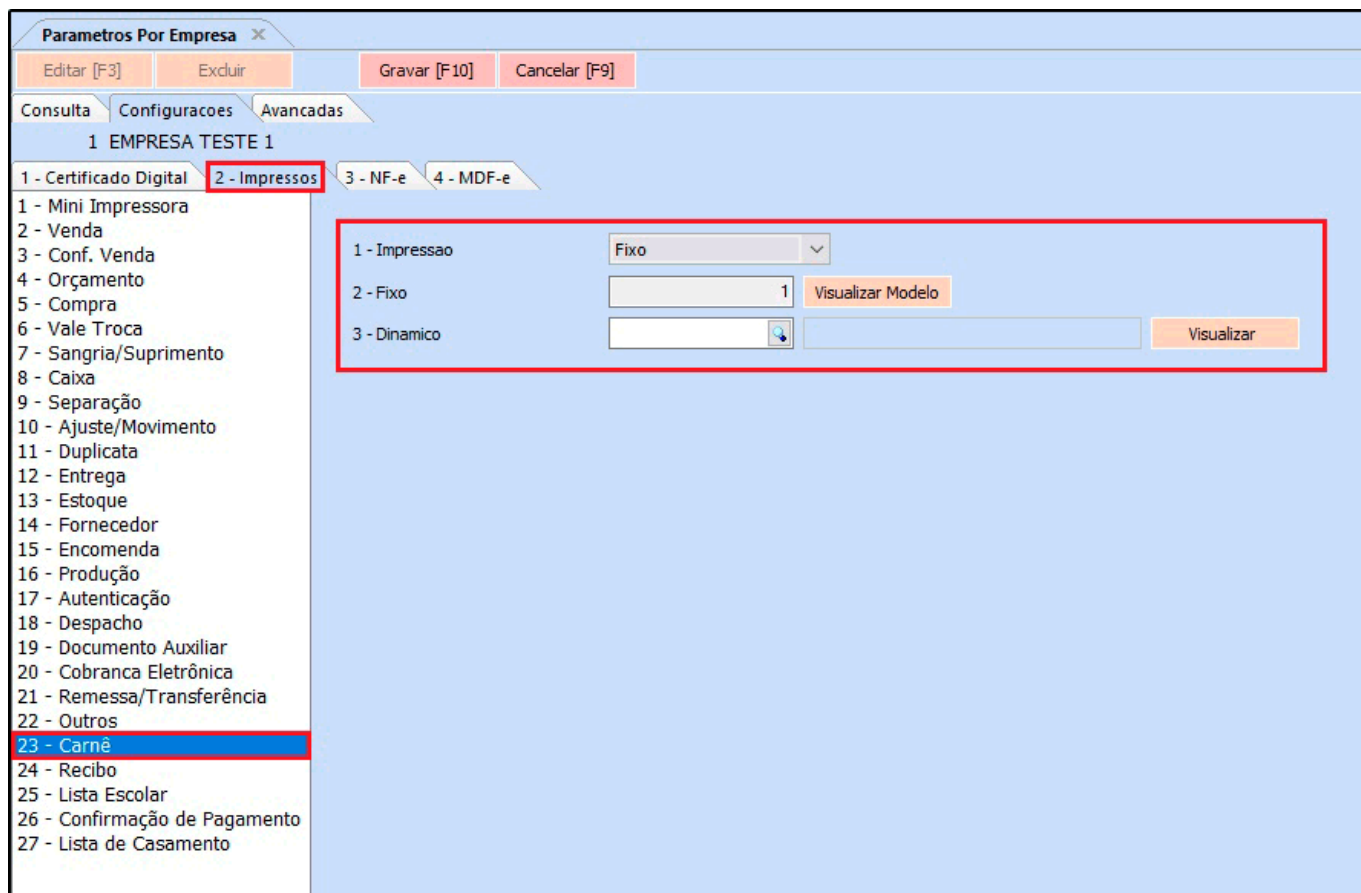 Parametros Por Empresa
Editar [F3] Excluir Gravar [F10] Cancelar [F9]
Consulta Configuracoes Avancadas
1 EMPRESA TESTE 1
1 - Certificado Digital 2 - Impressos 3 - NF-e 4 - MDF-e
1 - Mini Impressora
2 - Venda
3 - Conf. Venda
4 - Orçamento
5 - Compra
6 - Vale Troca
7 - Sangria/Suprimento
8 - Caixa
9 - Separação
10 - Ajuste/Movimento
11 - Duplicata
12 - Entrega
13 - Estoque
14 - Fornecedor
15 - Encomenda
16 - Produção
17 - Autenticação
18 - Despacho
19 - Documento Auxiliar
20 - Cobranca Eletrônica
21 - Remessa/Transferência
22 - Outros
23 - Carnê
24 - Recibo
25 - Lista Escolar
26 - Confirmação de Pagamento
27 - Lista de Casamento
1 - Impressao Fixo
2 - Fixo 1 Visualizar Modelo
3 - Dinamico Visualizar